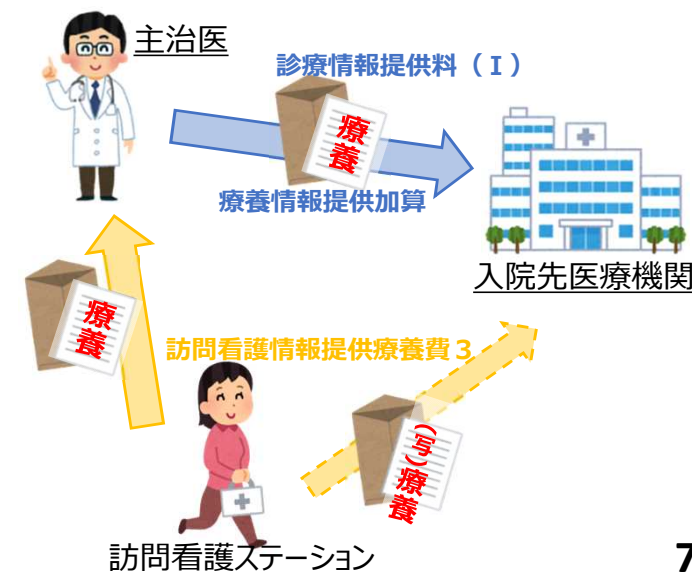 主治医
診療情報提供料（Ⅰ）
療養
療養情報提供加算
入院先医療機関
療養
訪問看護情報提供療養費３
（写）療養
訪問看護ステーション
7